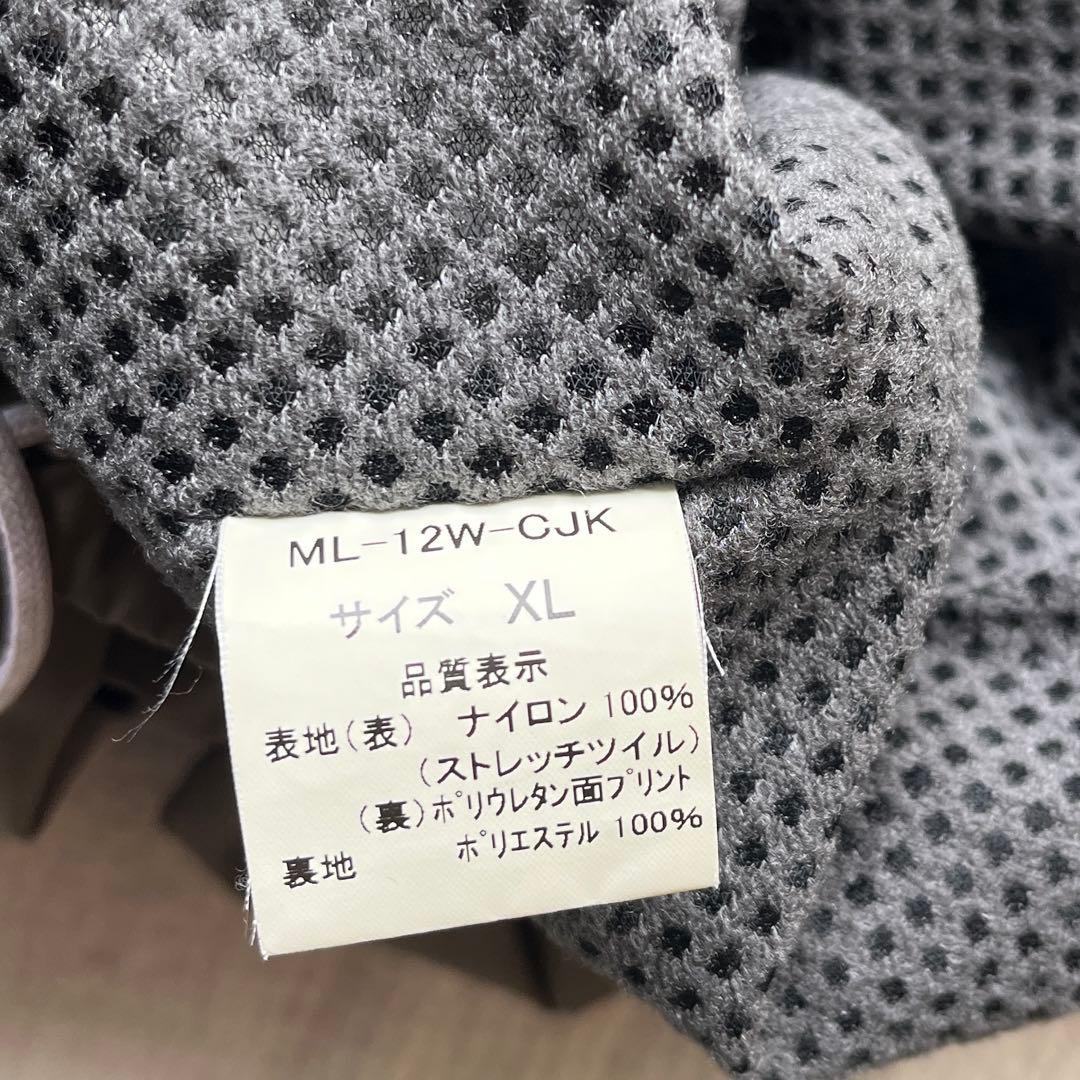 ML-12W-CJK
サイズ XL
品質表示
表地(表) ナイロン 100%
(ストレッチツイル)
(裏)ポリウレタン面プリント
裏地 ポリエステル 100%